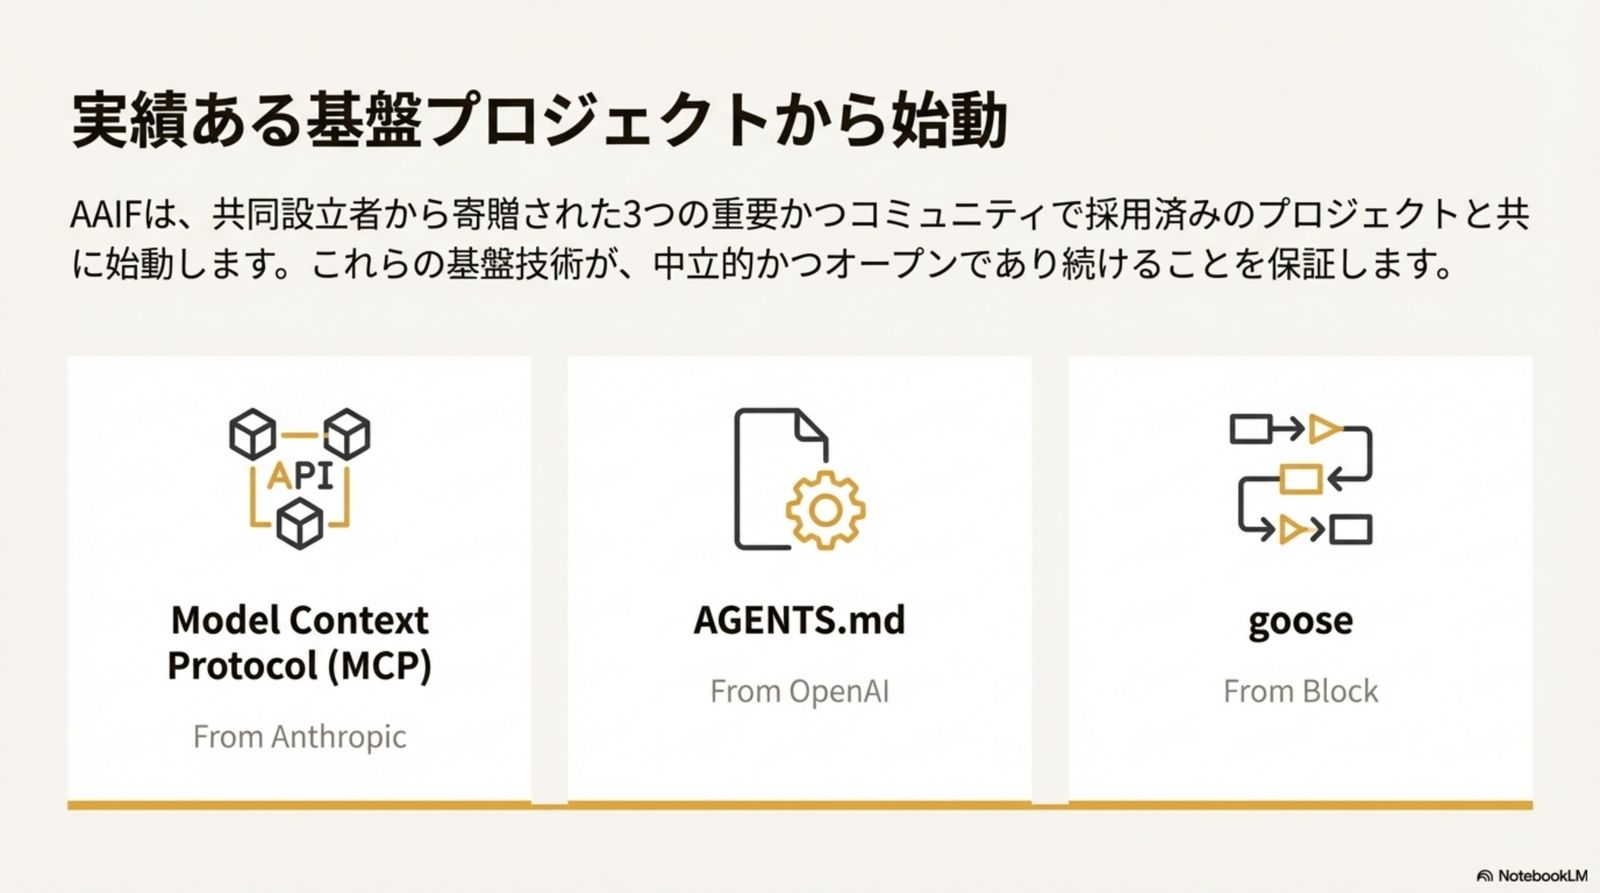 実績ある基盤プロジェクトから始動
AAIFは、共同設立者から寄贈された3つの重要かつコミュニティで採用済みのプロジェクトと共
に始動します。これらの基盤技術が、中立的かつオープンであり続けることを保証します。
API
Model Context
Protocol (MCP)
From Anthropic
AGENTS.md
From OpenAI
goose
From Block
NotebookLM